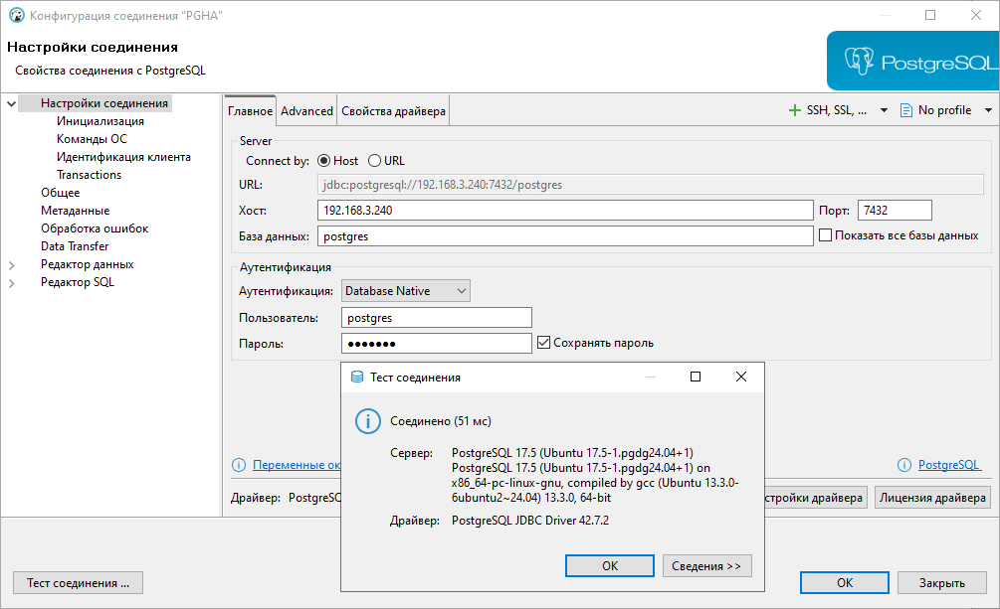 Конфигурация соединения "PGHA"
Настройки соединения
Свойства соединения с PostgreSQL
PostgreSQL
Настройки соединения
Инициализация
Команды ОС
Идентификация клиента
Transactions
Общее
Метаданные
Обработка ошибок
Data Transfer
Редактор данных
Редактор SQL
Главное Advanced Свойства драйвера
SSH, SSL, ... No profile
Server
Connect by: Host URL
URL: jdbc:postgresql://192.168.3.240:7432/postgres
Хост: 192.168.3.240 Порт: 7432
База данных: postgres Показать все базы данных
Аутентификация
Аутентификация: Database Native
Пользователь: postgres
Пароль: ●●●●●●● Сохранять пароль
Тест соединения
Соединено (51 мс)
Сервер: PostgreSQL 17.5 (Ubuntu 17.5-1.pgdg24.04+1)
PostgreSQL 17.5 (Ubuntu 17.5-1.pgdg24.04+1) on
x86_64-pc-linux-gnu, compiled by gcc (Ubuntu 13.3.0-
6ubuntu2~24.04) 13.3.0, 64-bit
Драйвер: PostgreSQL JDBC Driver 42.7.2
OK Сведения >>
Переменные ок PostgreSQL
Драйвер: PostgreSC стройки драйвера Лицензия драйвера
Тест соединения ... OK Закрыть